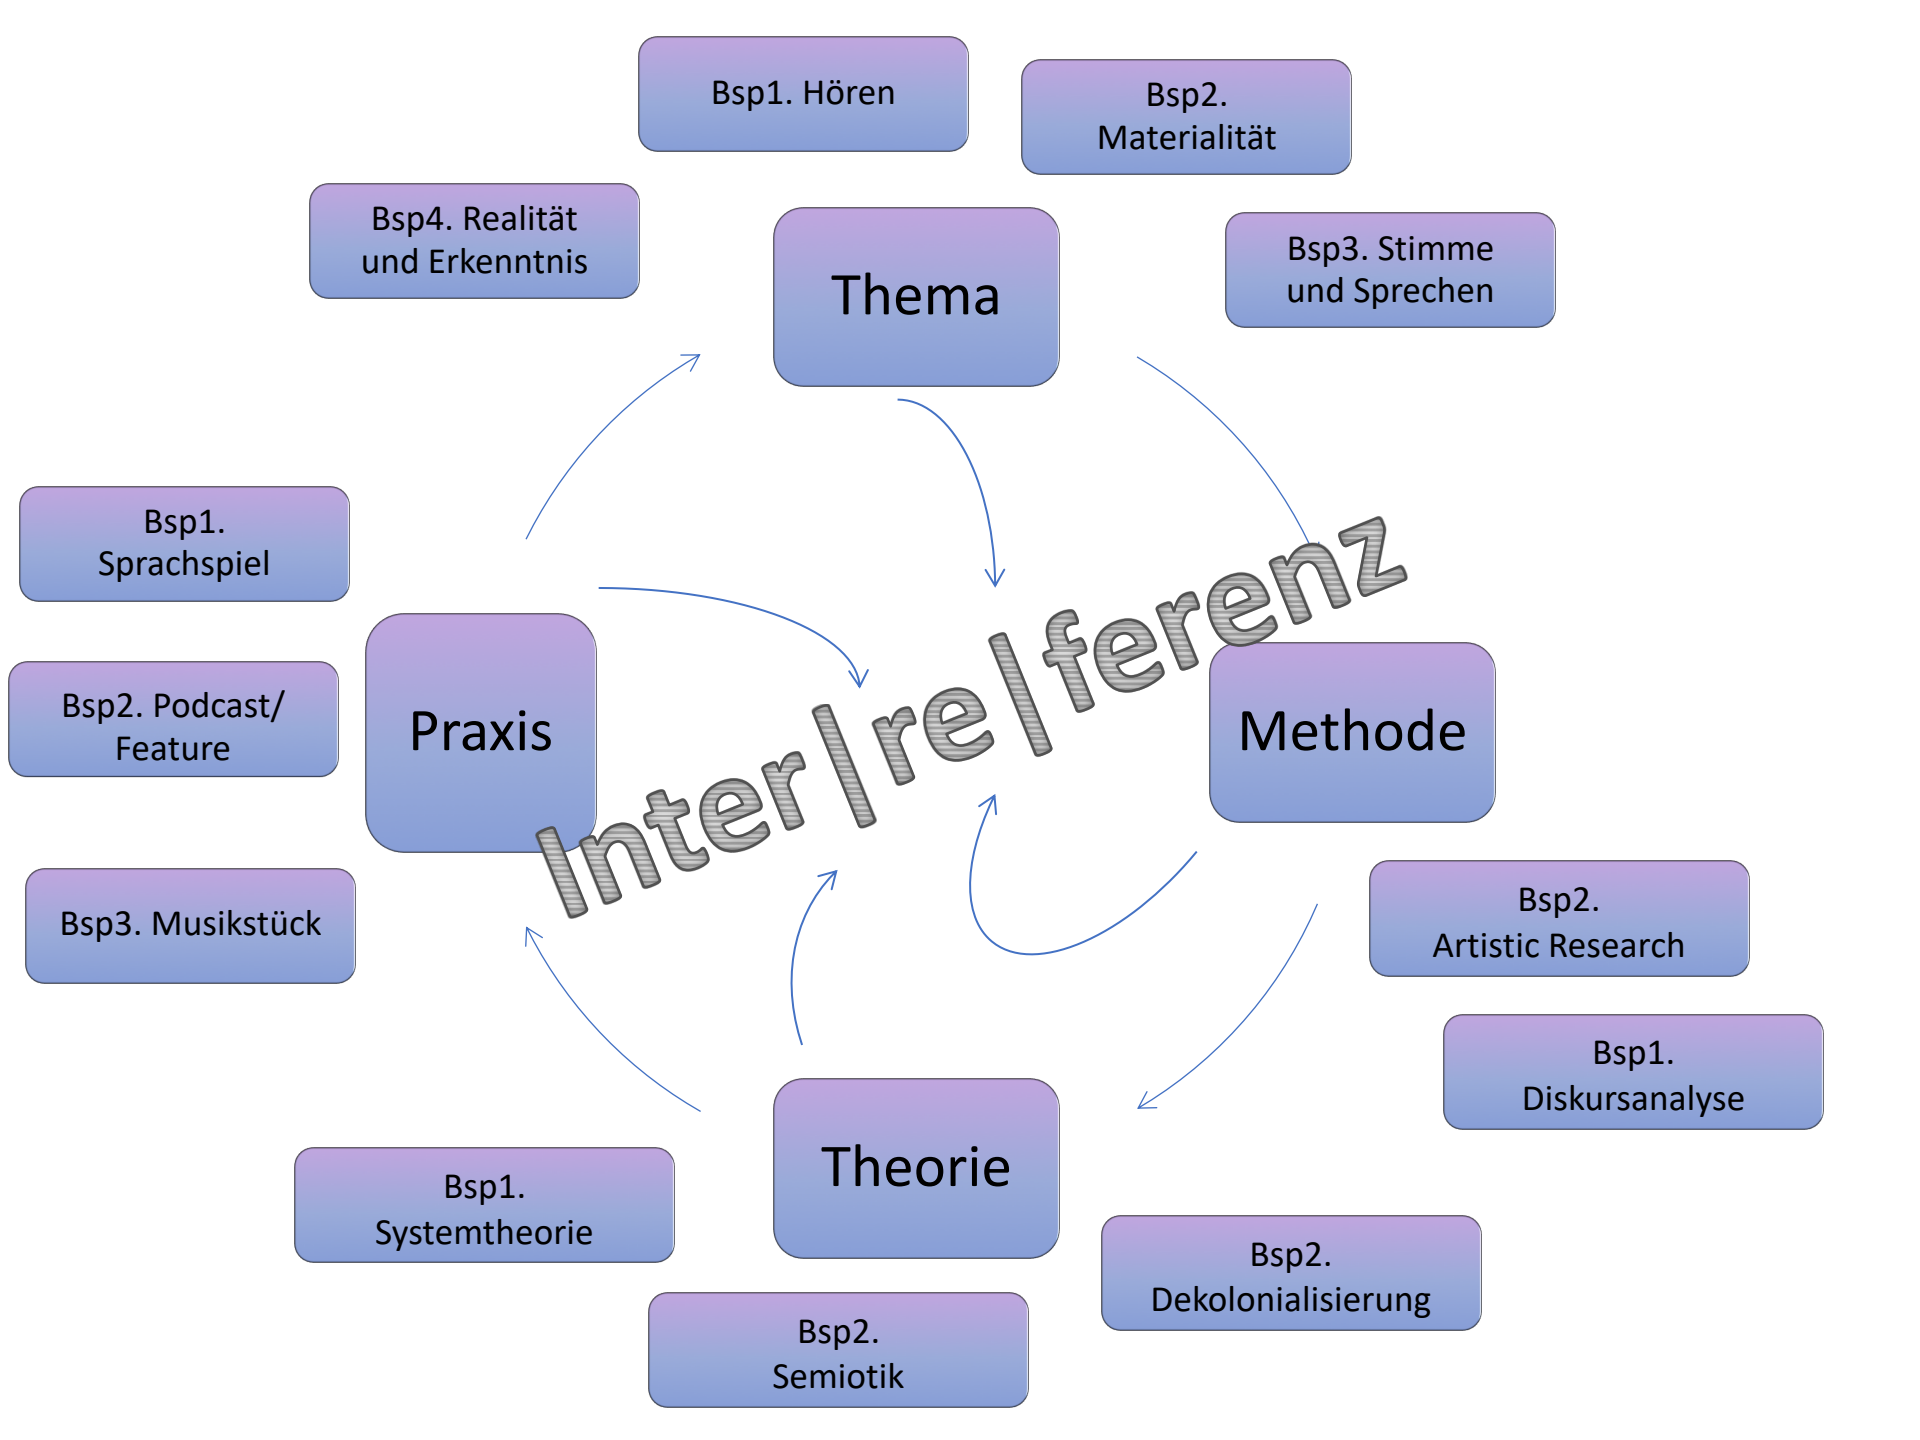 Bsp1. Hören
Bsp2.
Materialität
Bsp4. Realität
und Erkenntnis
Thema
Bsp3. Stimme
und Sprechen
Bsp1.
Sprachspiel
Inter|re|ferenz
Praxis
Methode
Bsp2. Podcast/
Feature
Bsp3. Musikstück
Bsp2.
Artistic Research
Bsp1.
Diskursanalyse
Theorie
Bsp1.
Systemtheorie
Bsp2.
Dekolonialisierung
Bsp2.
Semiotik